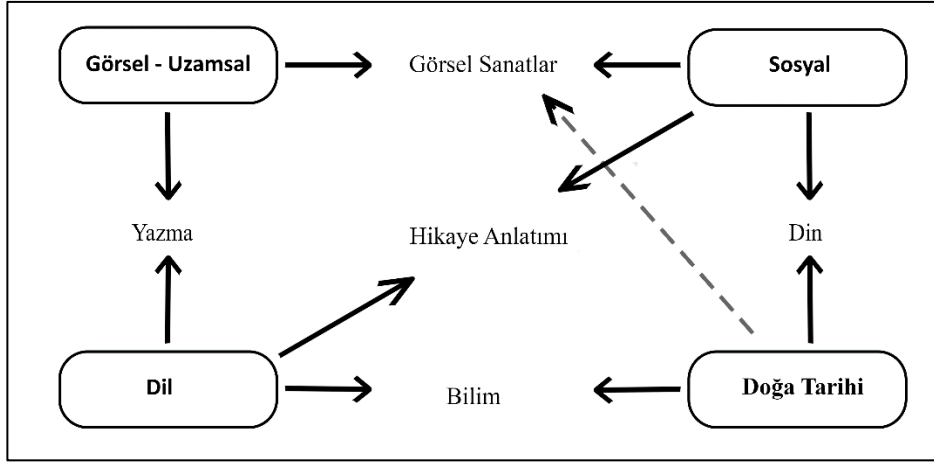 Görsel - Uzamsal
Görsel Sanatlar
Sosyal
Yazma
Hikaye Anlatımı
Din
Dil
Bilim
Doğa Tarihi